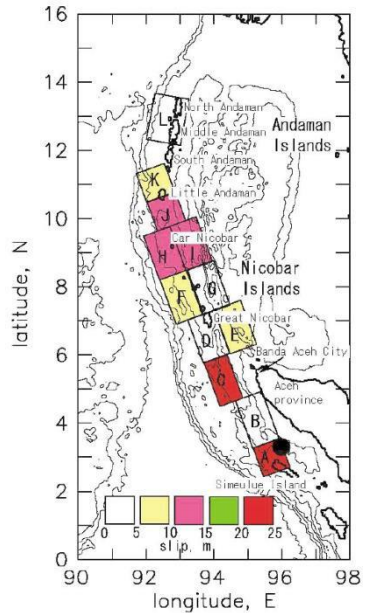 16
14
12
10
8
6
4
2
0
latitude, N
L
North Andaman
Middle Andaman
Andaman
Islands
South Andaman
K
Little Andaman
J
Car Nicobar
H
I
Nicobar
Islands
G
F
Great Nicobar
D
E
Banda Aceh City
C
Aceh
province
B
A
Simeulue Island
0 5 10 15 20 25
slip, m
90 92 94 96 98
longitude, E